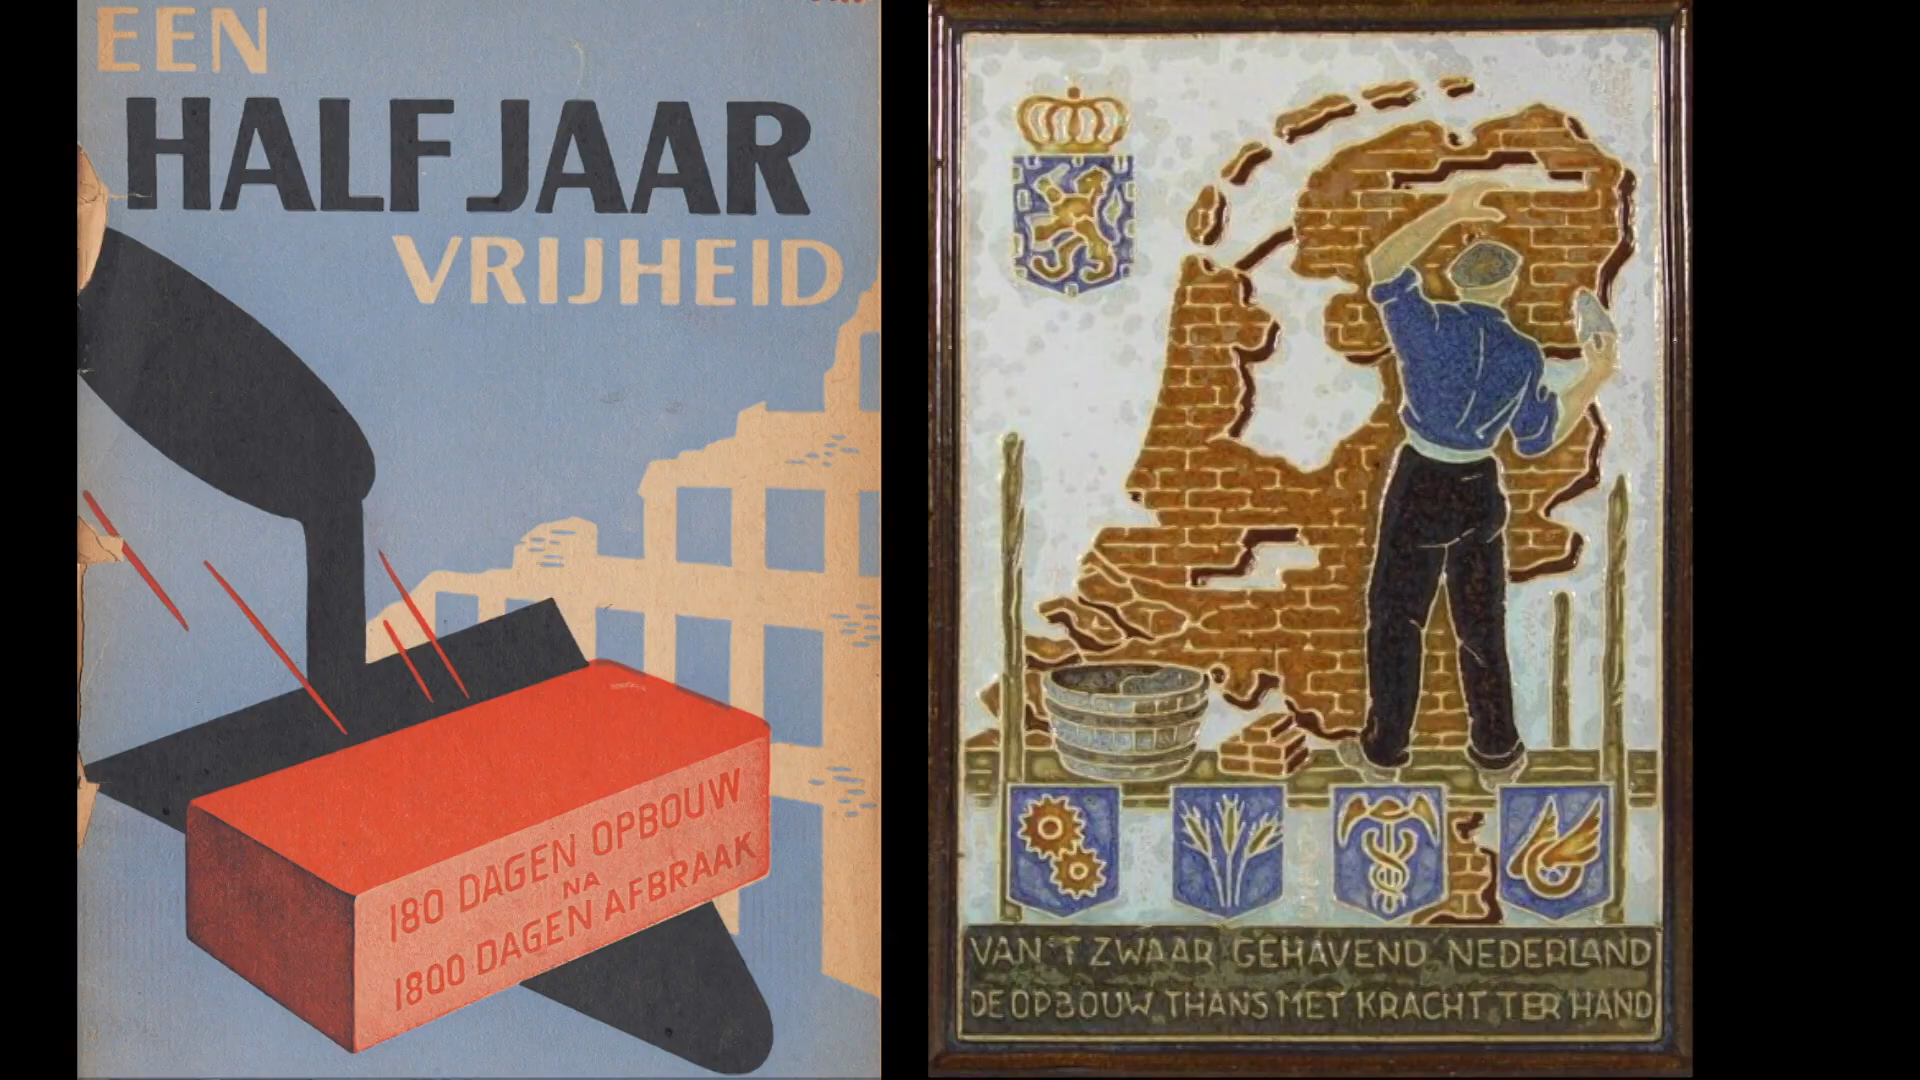 EEN
HALF JAAR
VRIJHEID
180 DAGEN OPBOUW
NA
1800 DAGEN AFBRAAK
VAN 'T ZWAAR GEHAVEND NEDERLAND
DE OPBOUW THANS MET KRACHT TER HAND